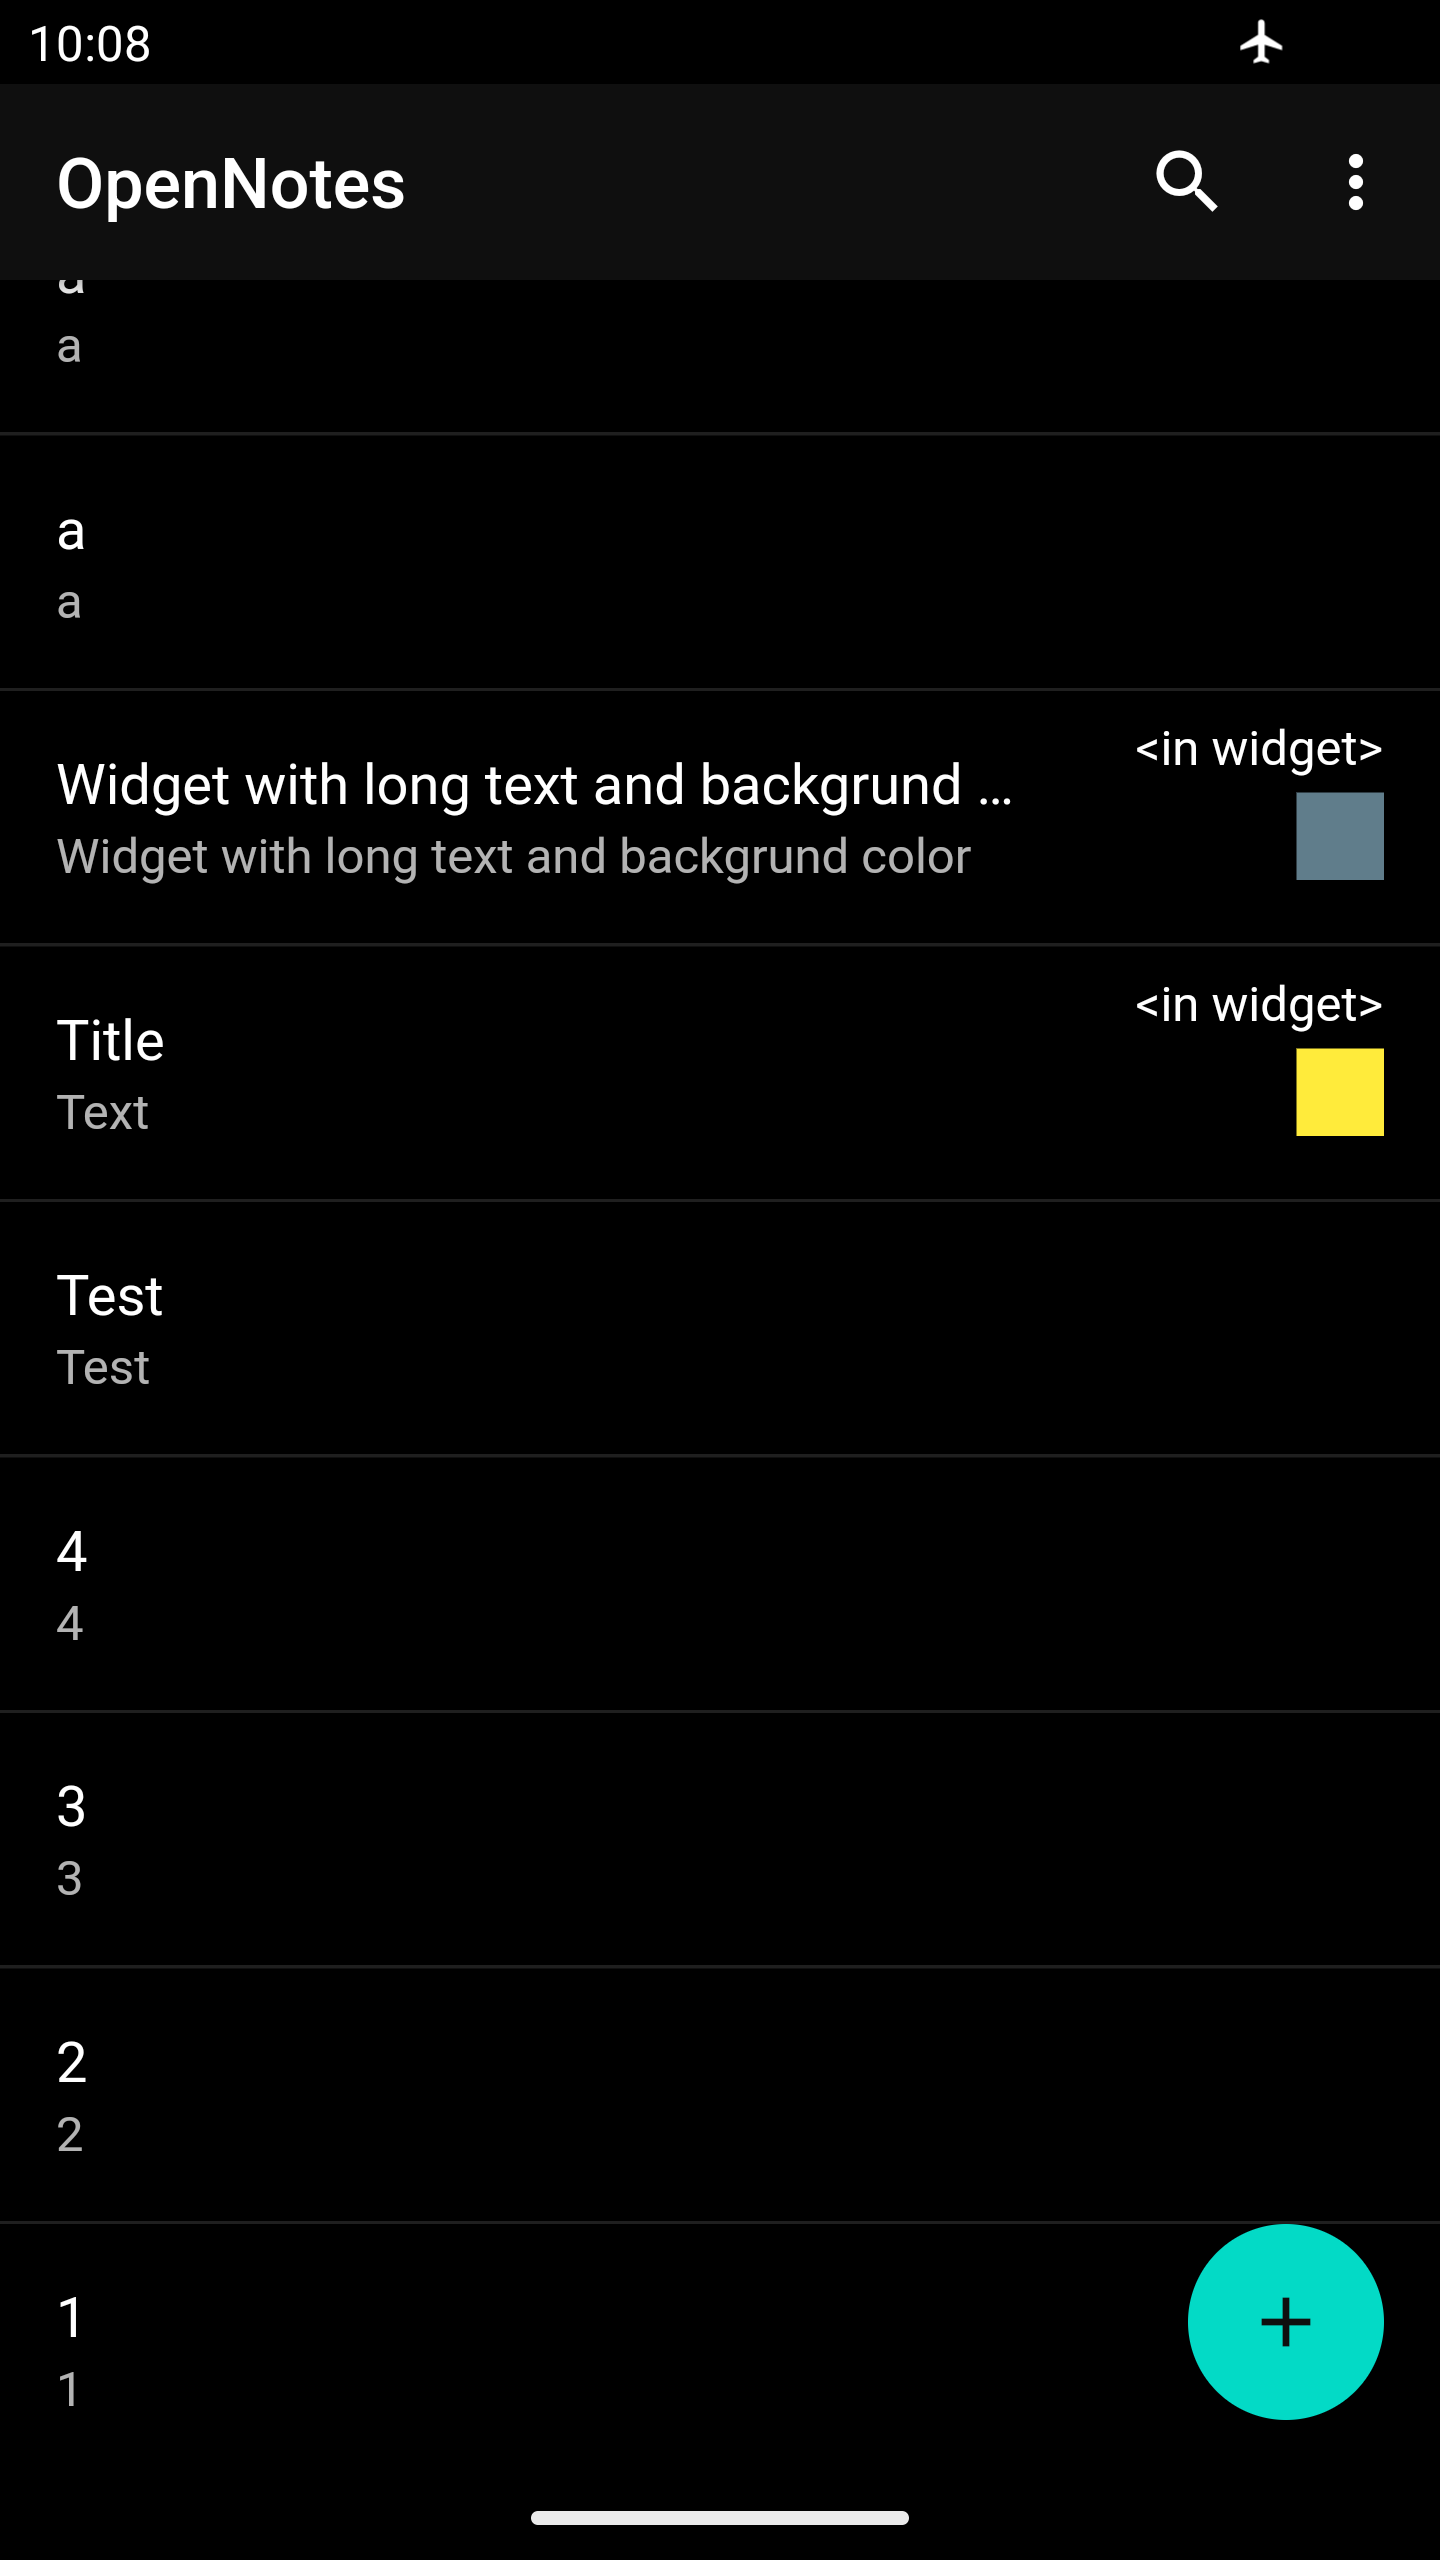 10:08
OpenNotes
a
a
a
a
<in widget>
Widget with long text and backgrund …
Widget with long text and backgrund color
<in widget>
Title
Text
Test
Test
4
4
3
3
2
2
1
1